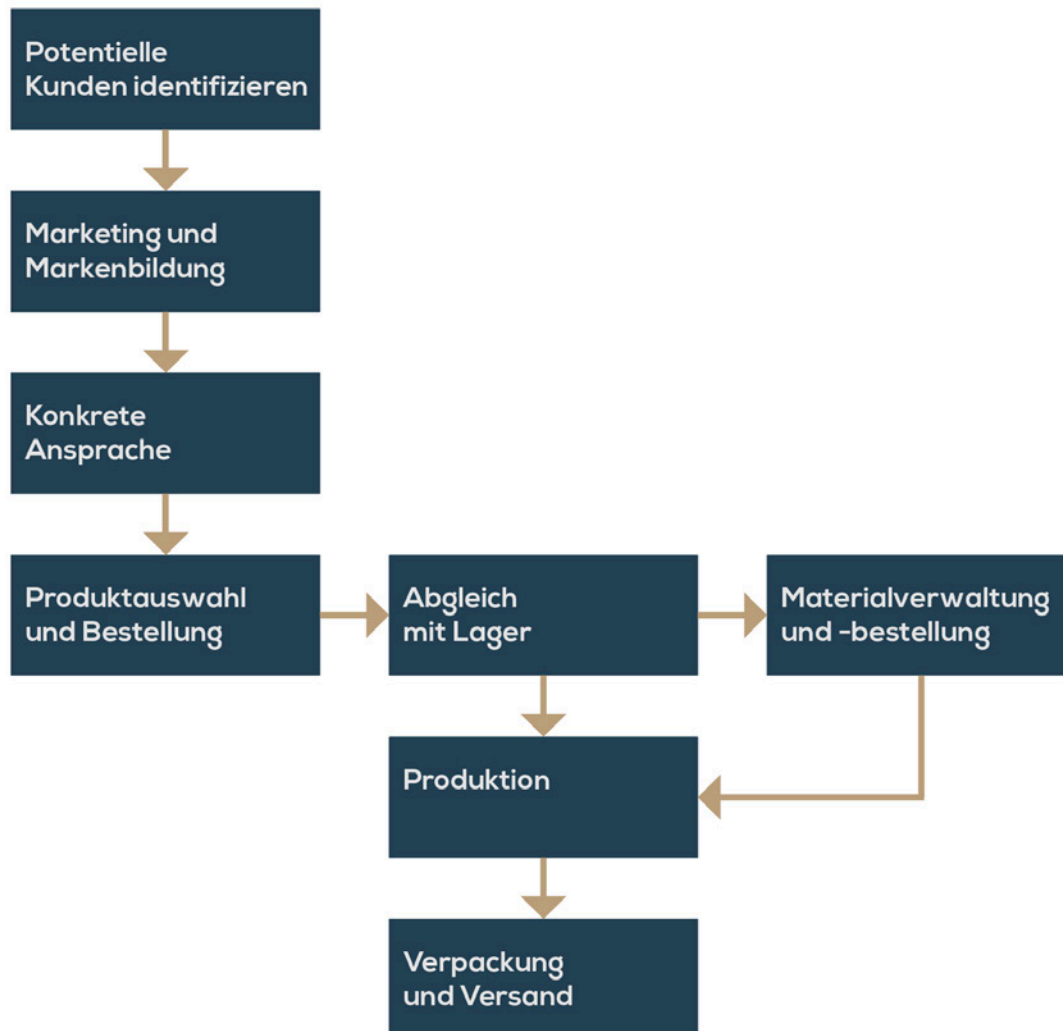 Potentielle
Kunden identifizieren
Marketing und
Markenbildung
Konkrete
Ansprache
Produktauswahl
und Bestellung
Abgleich
mit Lager
Materialverwaltung
und -bestellung
Produktion
Verpackung
und Versand